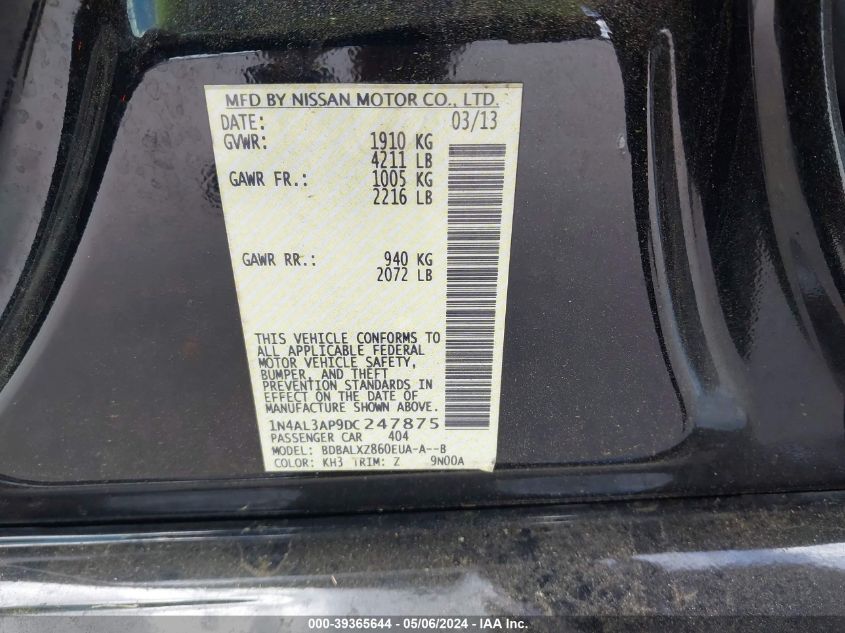 MFD BY NISSAN MOTOR CO., LTD.
DATE: 03/13
GVWR: 1910 KG
4211 LB
GAWR FR.: 1005 KG
2216 LB
GAWR RR.: 940 KG
2072 LB
THIS VEHICLE CONFORMS TO
ALL APPLICABLE FEDERAL
MOTOR VEHICLE SAFETY,
BUMPER, AND THEFT
PREVENTION STANDARDS IN
EFFECT ON THE DATE OF
MANUFACTURE SHOWN ABOVE.
1N4AL3AP9DC247875
PASSENGER CAR 404
MODEL: BDBALXZ860EUA-A--B
COLOR: KH3 TRIM: Z 9N00A
000-39365644 - 05/06/2024 - IAA Inc.